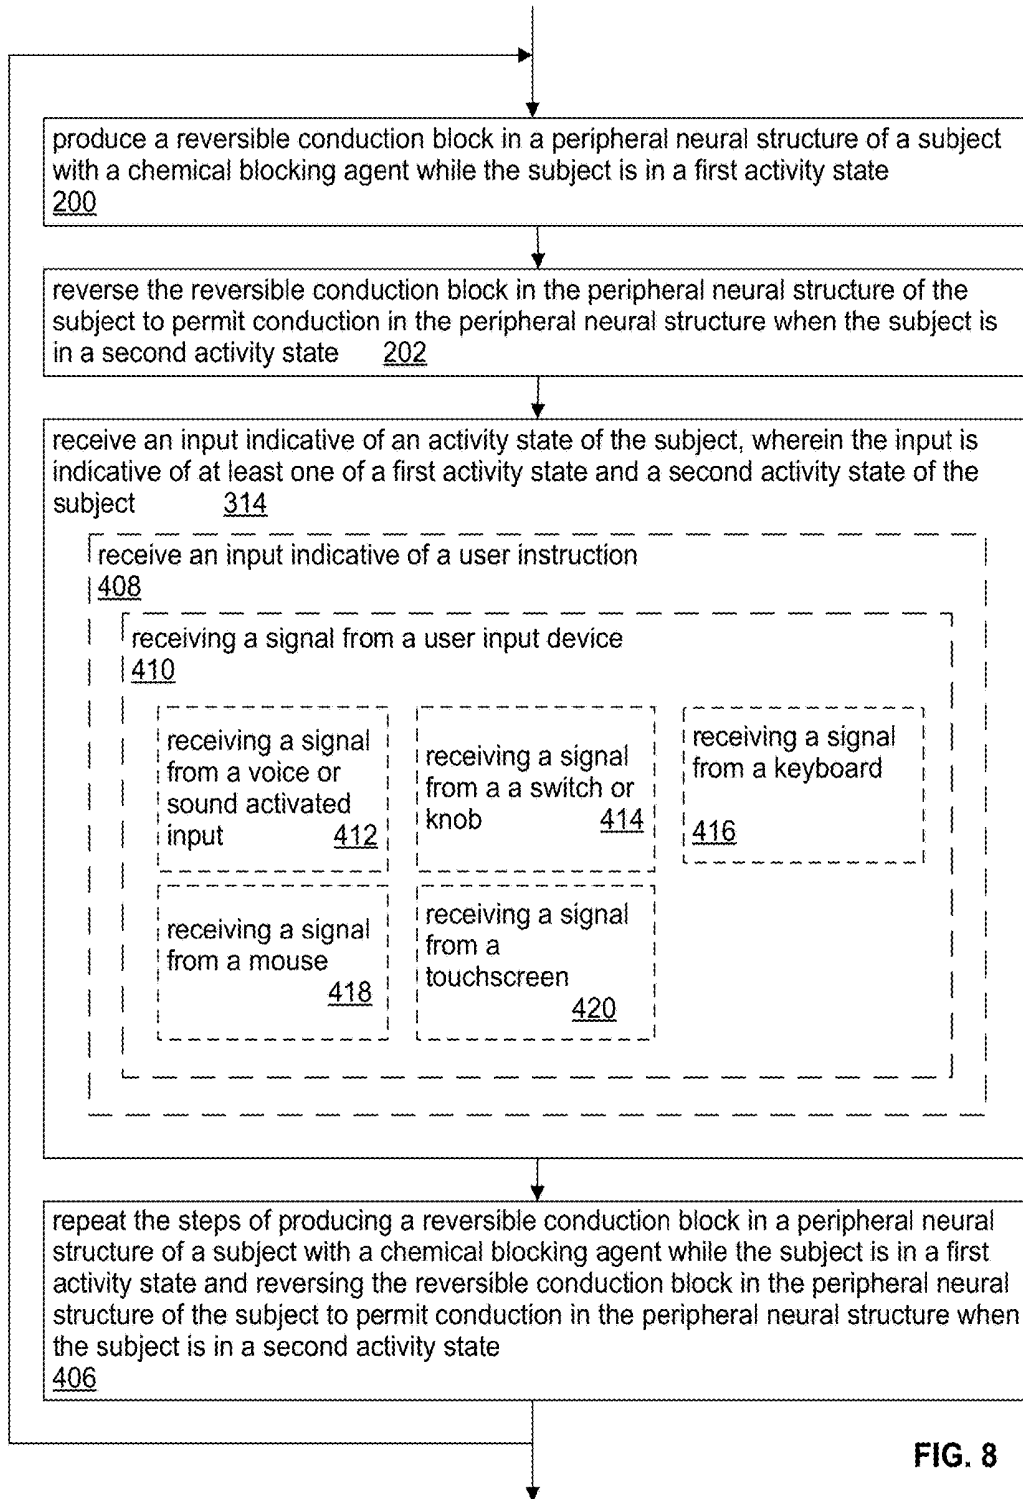 produce a reversible conduction block in a peripheral neural structure of a subject
with a chemical blocking agent while the subject is in a first activity state
200
reverse the reversible conduction block in the peripheral neural structure of the
subject to permit conduction in the peripheral neural structure when the subject is
in a second activity state 202
receive an input indicative of an activity state of the subject, wherein the input is
indicative of at least one of a first activity state and a second activity state of the
subject 314
receive an input indicative of a user instruction
408
receiving a signal from a user input device
410
receiving a signal
from a voice or
sound activated
input 412
receiving a signal
from a a switch or
knob 414
receiving a signal
from a keyboard
416
receiving a signal
from a mouse
418
receiving a signal
from a
touchscreen
420
repeat the steps of producing a reversible conduction block in a peripheral neural
structure of a subject with a chemical blocking agent while the subject is in a first
activity state and reversing the reversible conduction block in the peripheral neural
structure of the subject to permit conduction in the peripheral neural structure when
the subject is in a second activity state
406
FIG. 8